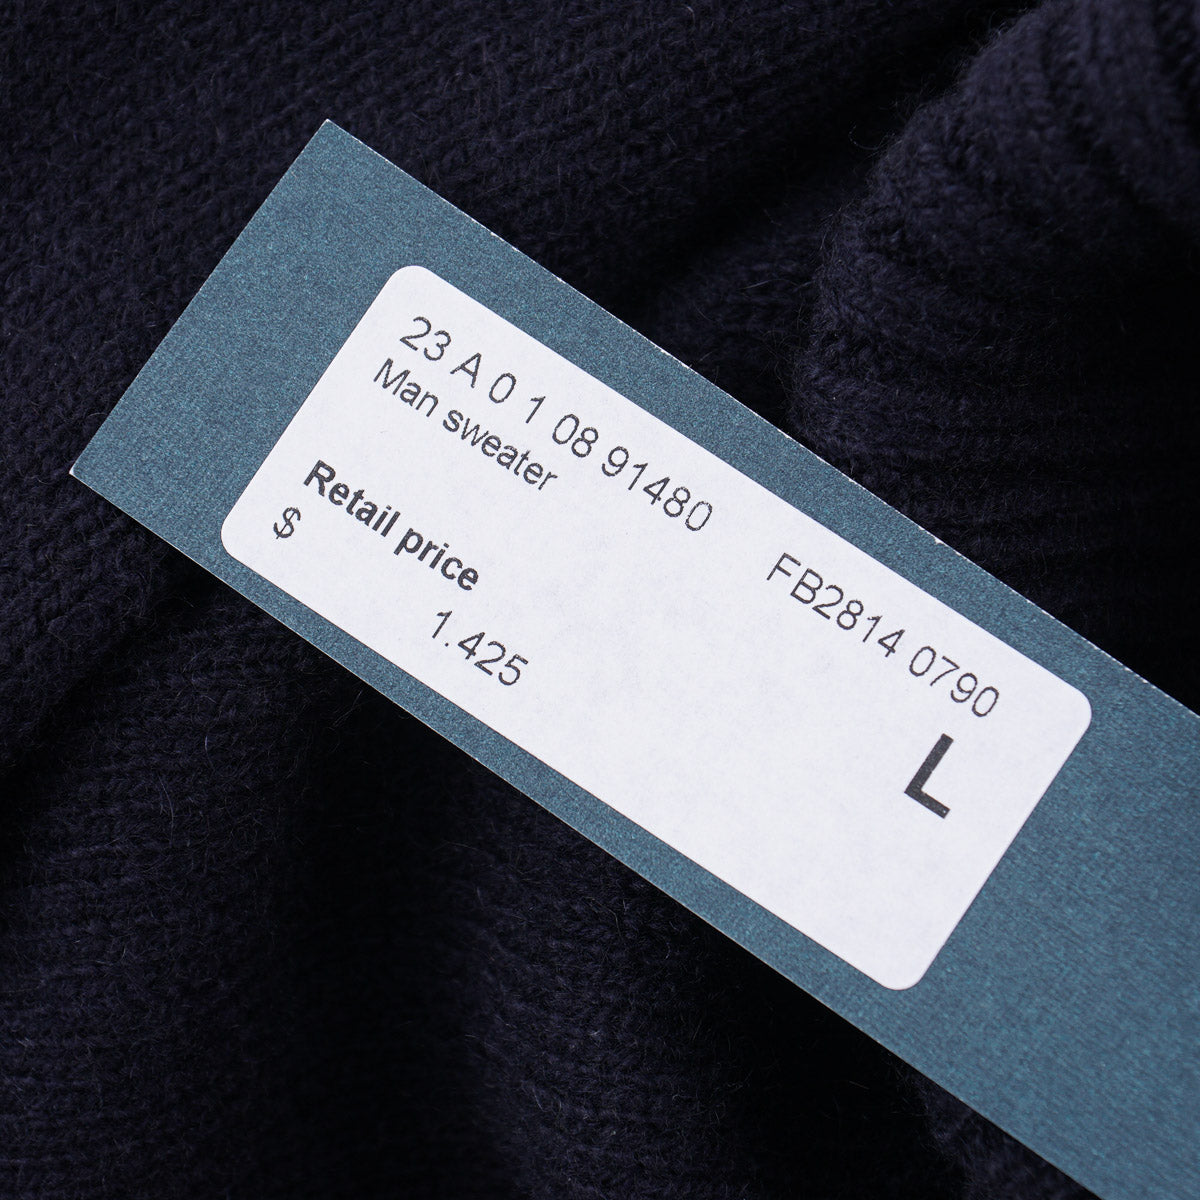 23 A 0 1 08 91480
Man sweater
FB2814 0790
Retail price
$
1.425
L